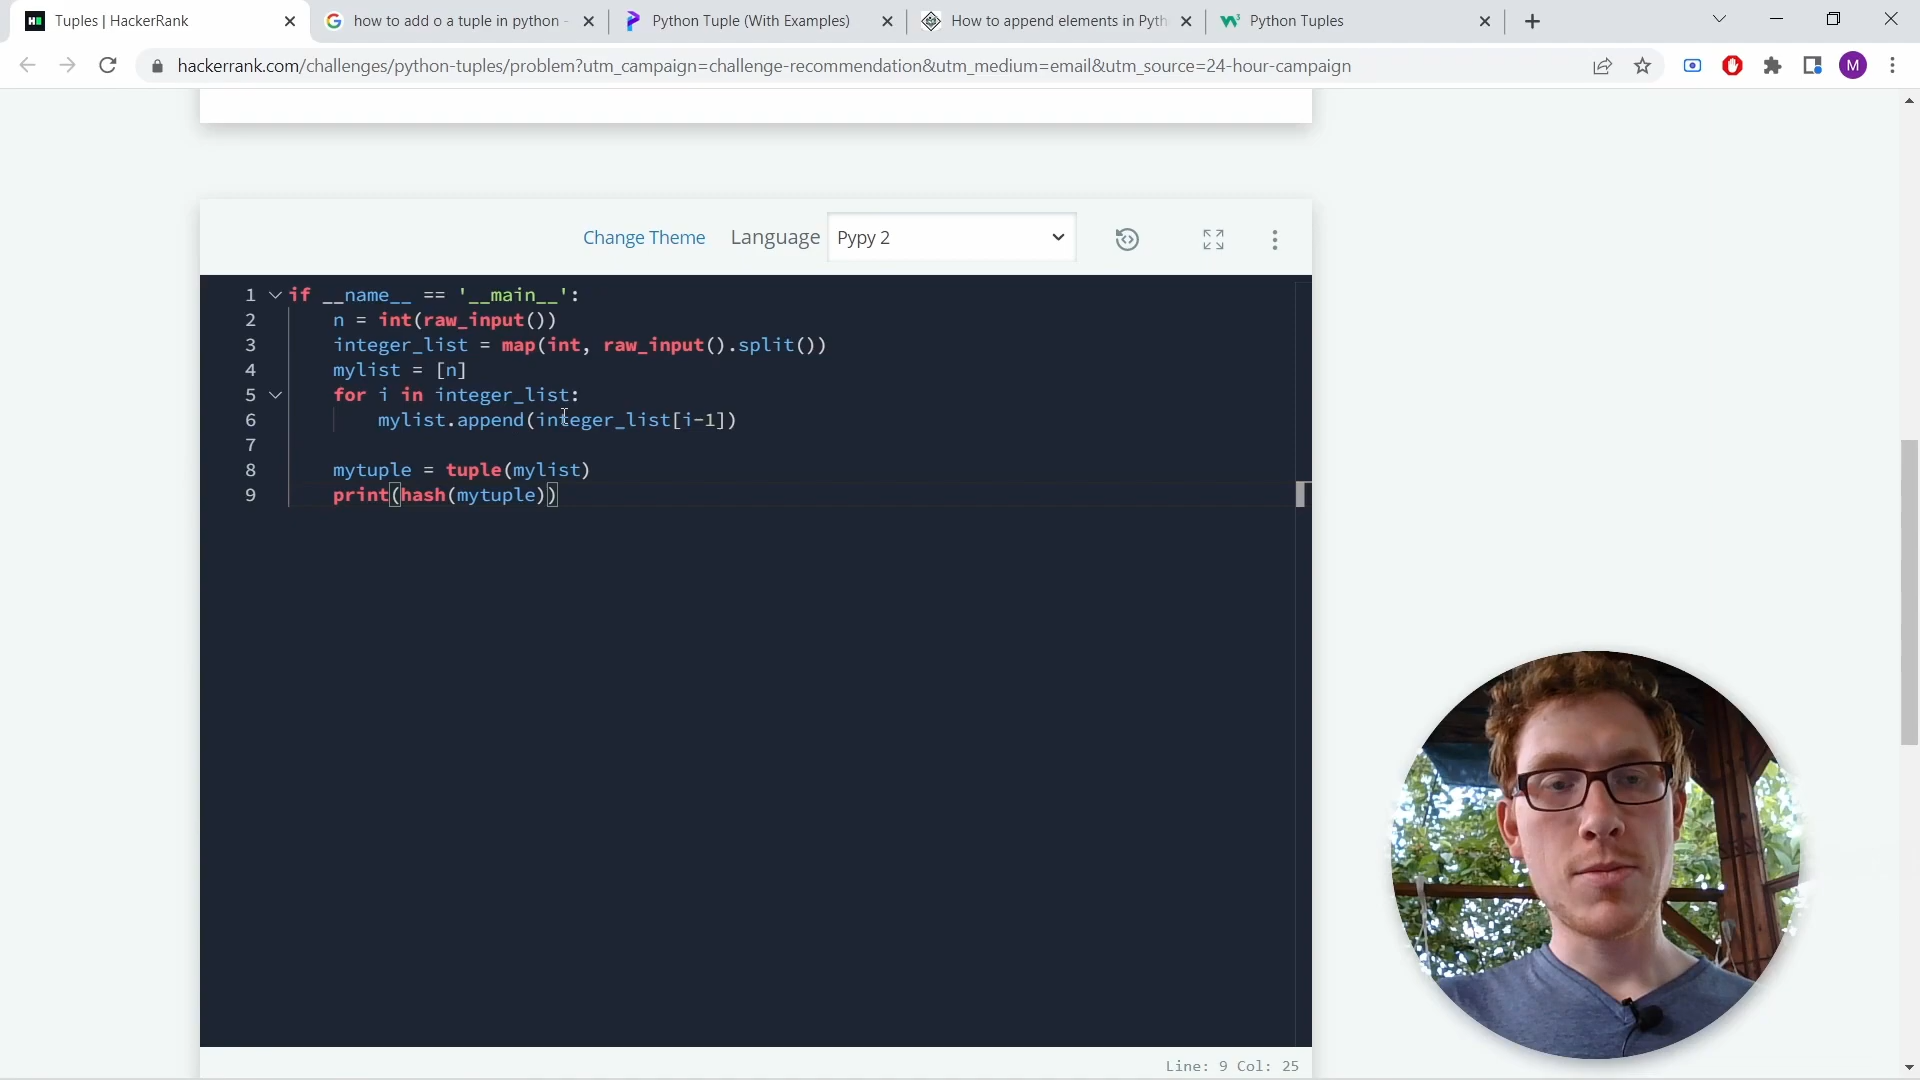 Tuples | HackerRank
how to add o a tuple in python -
Python Tuple (With Examples)
How to append elements in Pyth
Python Tuples
hackerrank.com/challenges/python-tuples/problem?utm_campaign=challenge-recommendation&utm_medium=email&utm_source=24-hour-campaign
M
Change Theme Language Pypy 2
1 if __name__ == '__main__':
2 n = int(raw_input())
3 integer_list = map(int, raw_input().split())
4 mylist = [n]
5 for i in integer_list:
6 mylist.append(integer_list[i-1])
7
8 mytuple = tuple(mylist)
9 print(hash(mytuple))
Line: 9 Col: 25